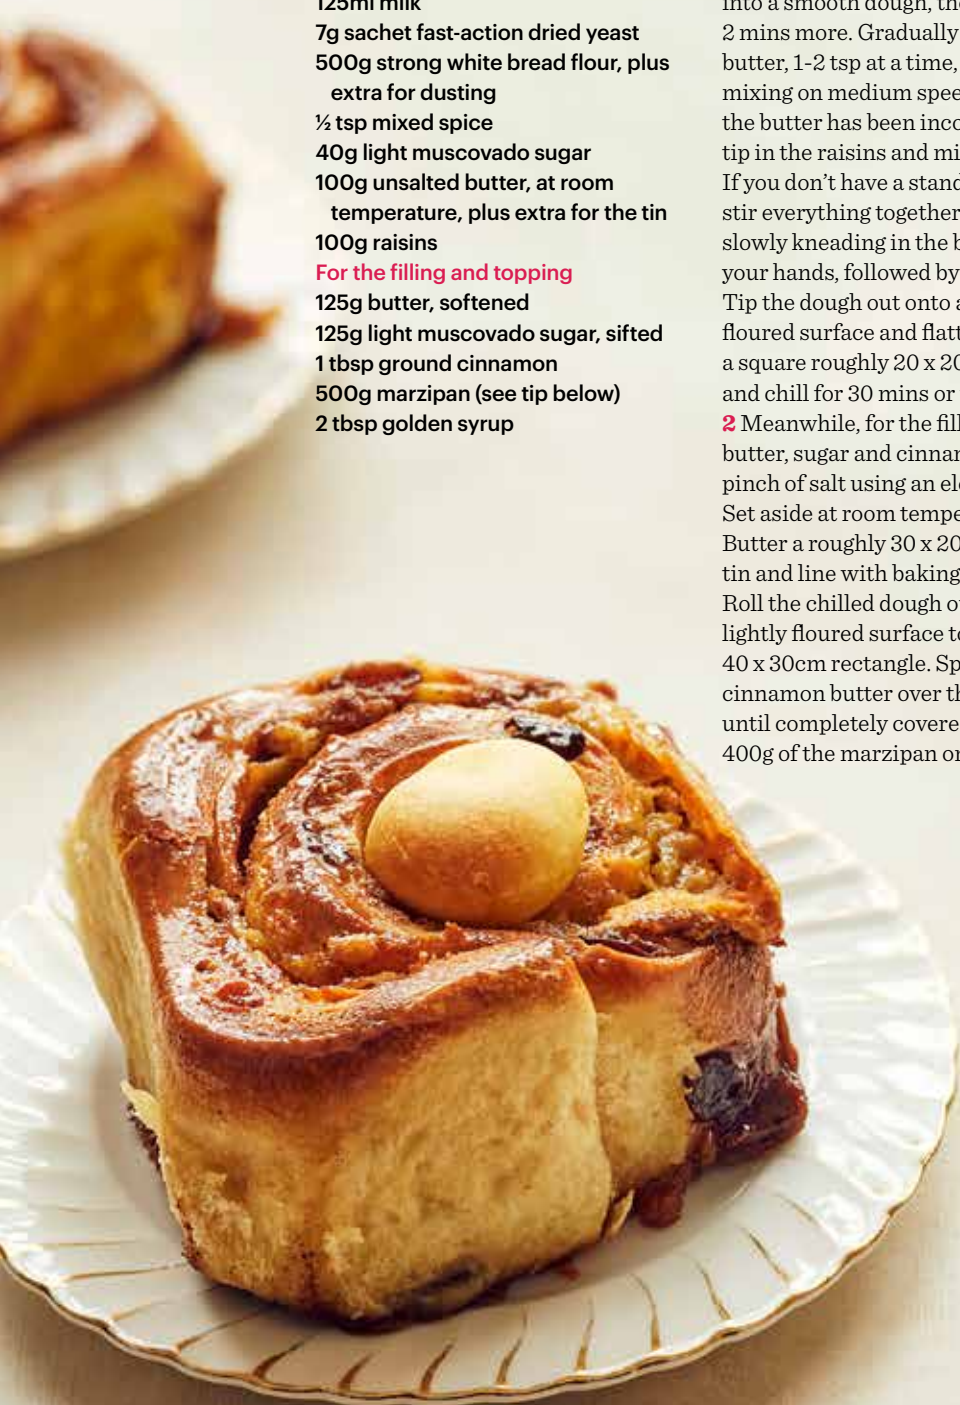 125ml milk
7g sachet fast-action dried yeast
500g strong white bread flour, plus
extra for dusting
½ tsp mixed spice
40g light muscovado sugar
100g unsalted butter, at room
temperature, plus extra for the tin
100g raisins
For the filling and topping
125g butter, softened
125g light muscovado sugar, sifted
1 tbsp ground cinnamon
500g marzipan (see tip below)
2 tbsp golden syrup
into a smooth dough, the
2 mins more. Gradually
butter, 1-2 tsp at a time,
mixing on medium spee
the butter has been inco
tip in the raisins and mi
If you don’t have a stand
stir everything together
slowly kneading in the b
your hands, followed by
Tip the dough out onto a
floured surface and flatt
a square roughly 20 x 20
and chill for 30 mins or
2 Meanwhile, for the fill
butter, sugar and cinnam
pinch of salt using an ele
Set aside at room tempe
Butter a roughly 30 x 20
tin and line with baking
Roll the chilled dough o
lightly floured surface to
40 x 30cm rectangle. Sp
cinnamon butter over th
until completely covere
400g of the marzipan o